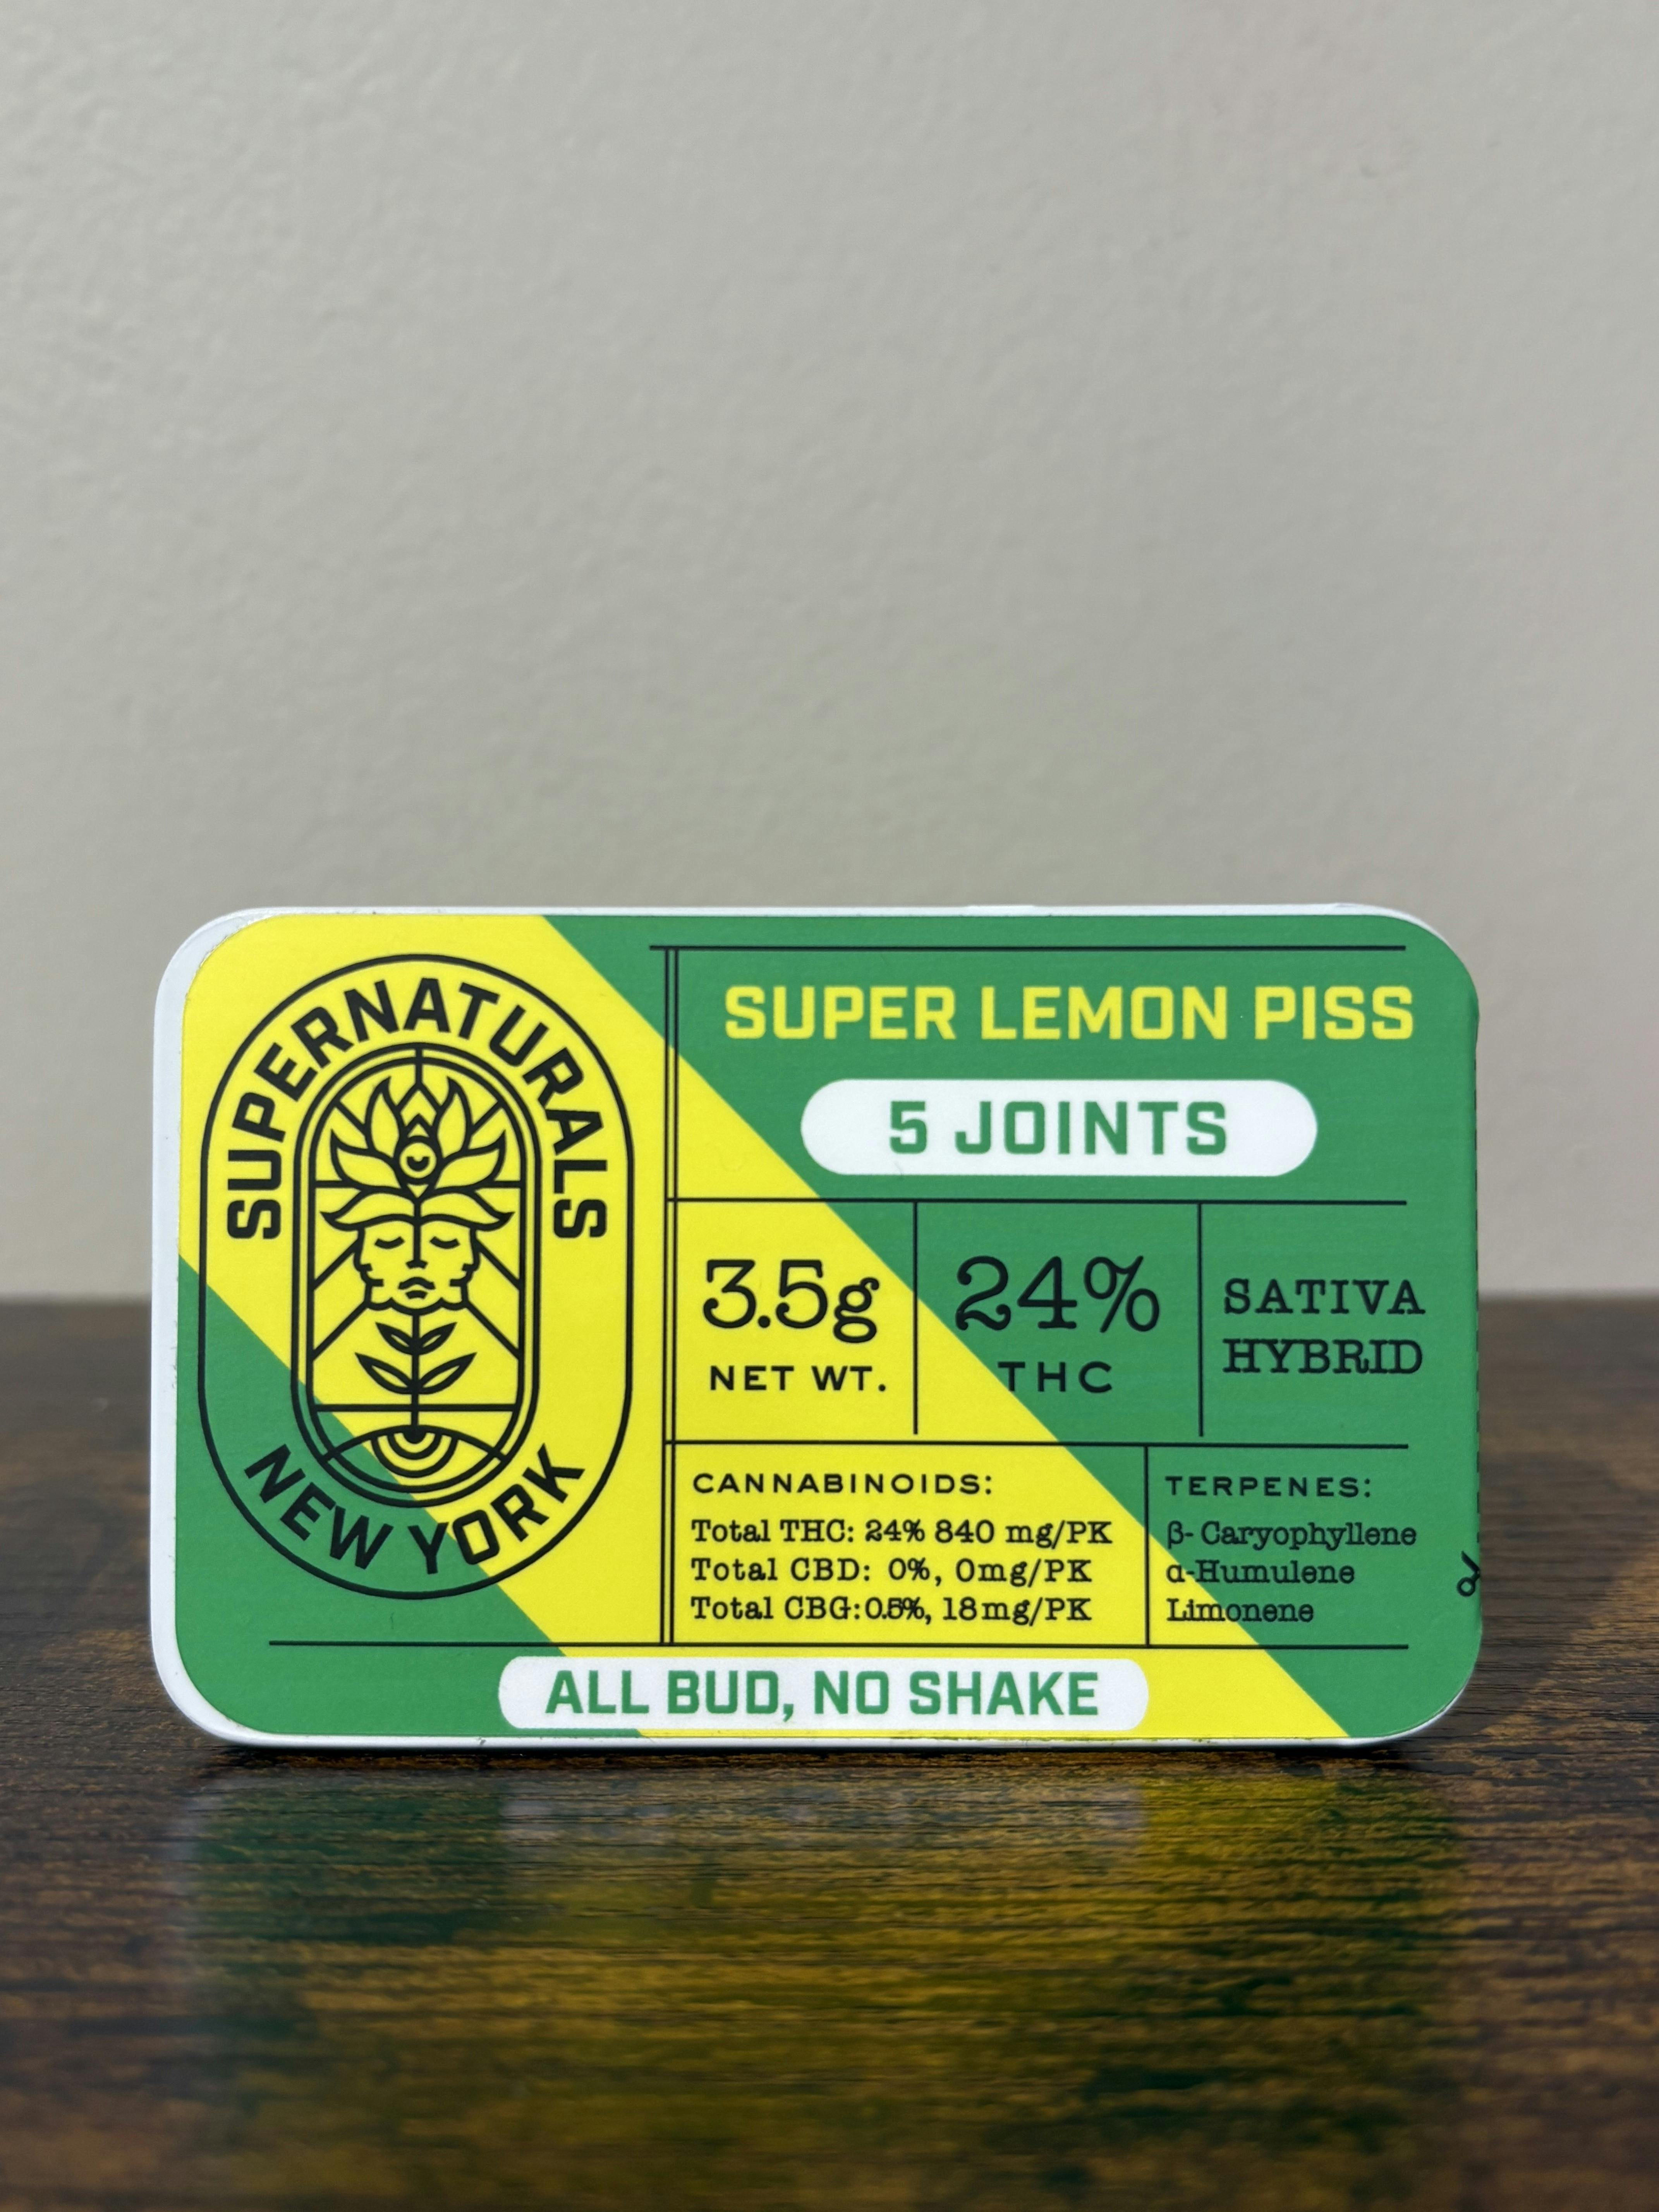 SUPERNATURALS
NEW YORK
SUPER LEMON PISS
5 JOINTS
3.5g
NET WT.
24%
THC
SATIVA
HYBRID
CANNABINOIDS:
Total THC: 24% 840 mg/PK
Total CBD: 0%, 0mg/PK
Total CBG: 0.5%, 18mg/PK
TERPENES:
β- Caryophyllene
α-Humulene
Limonene
ALL BUD, NO SHAKE